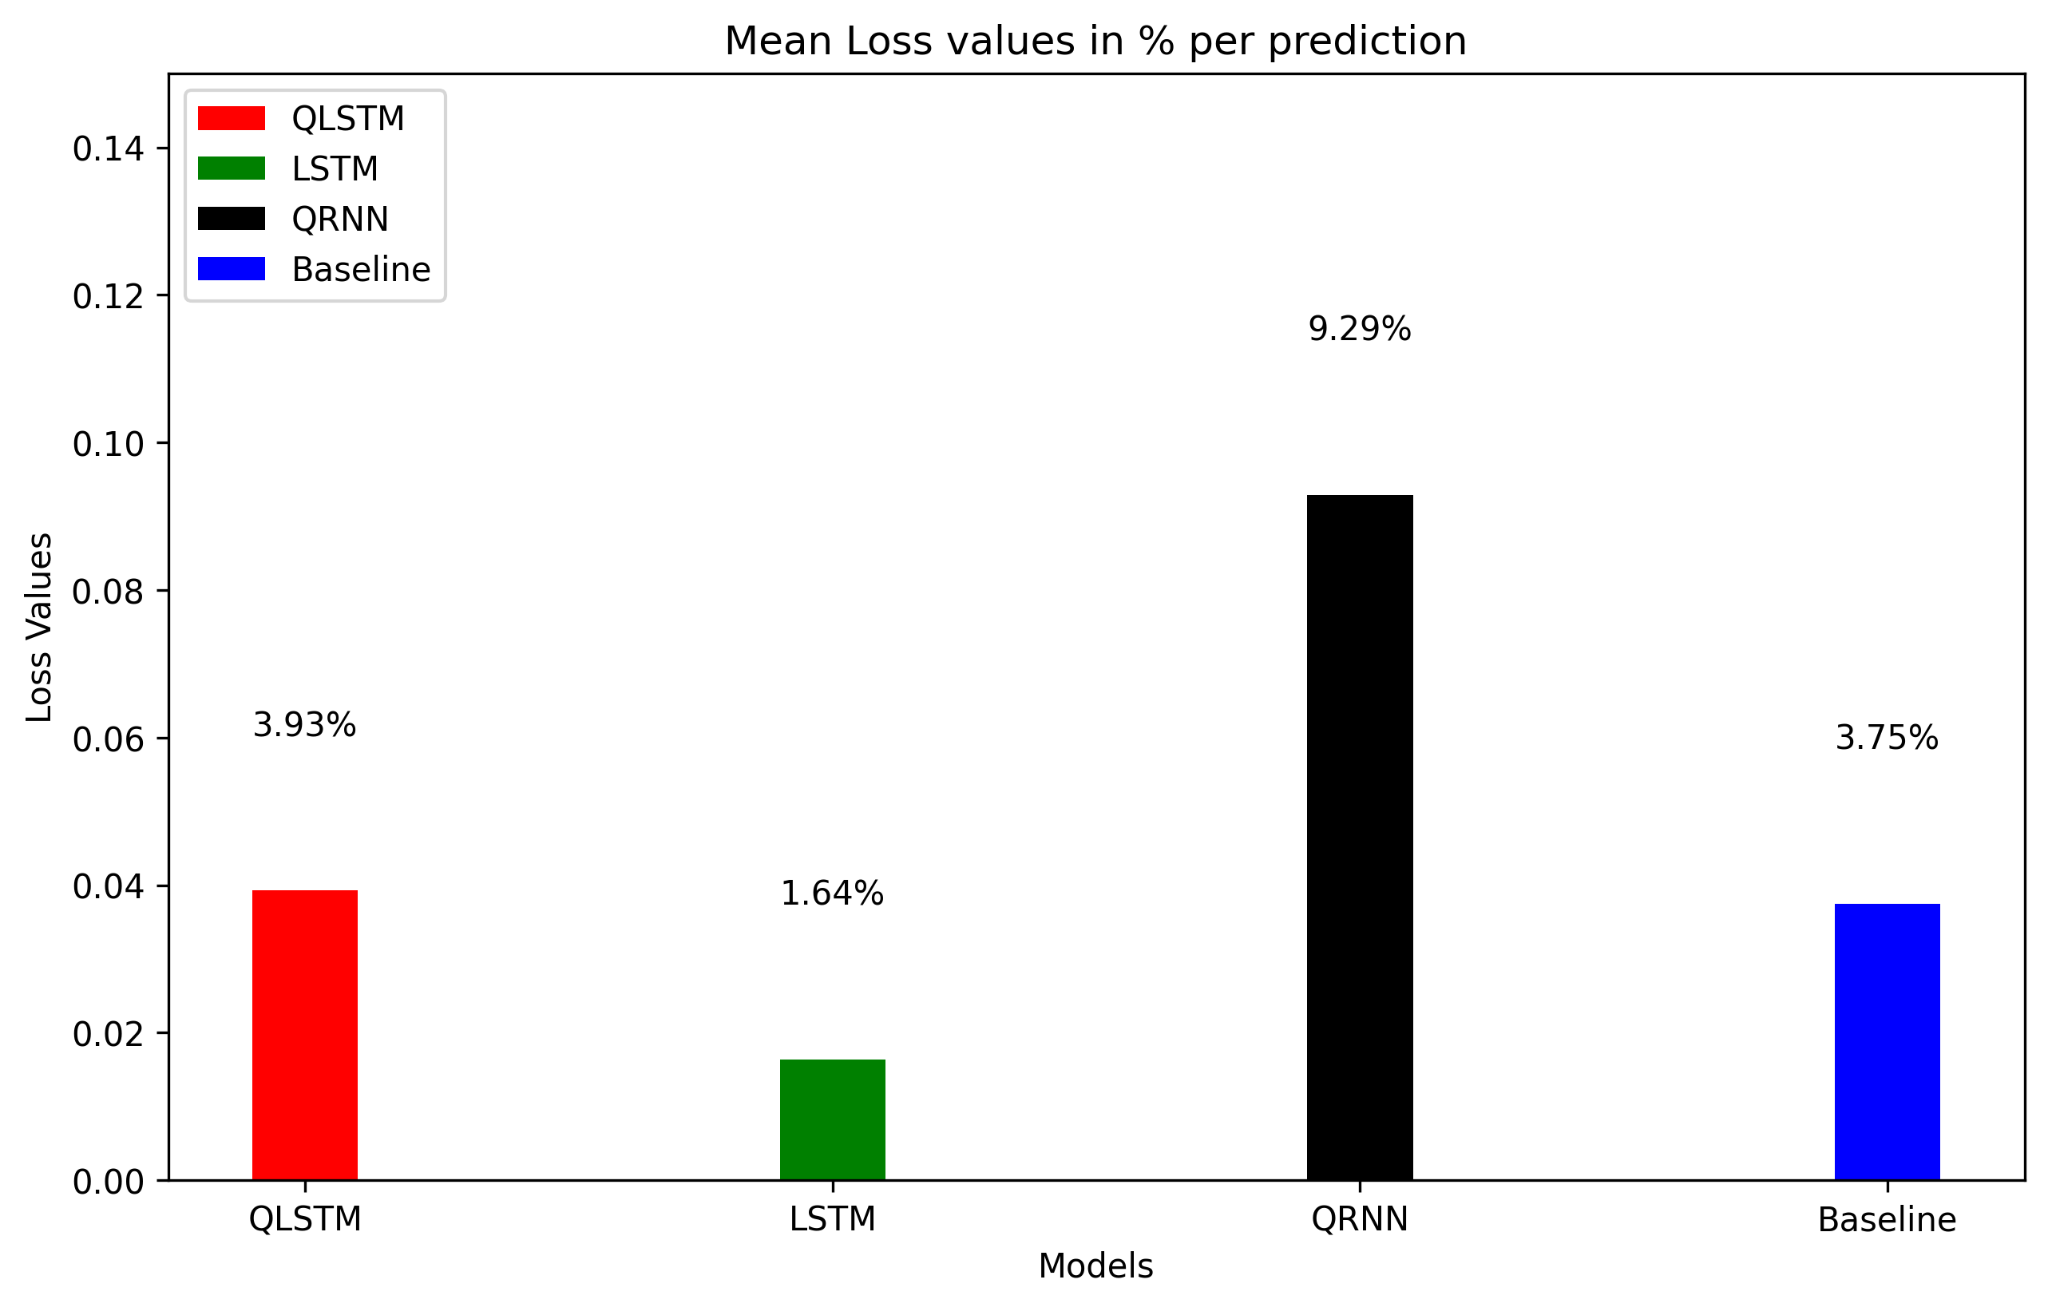 Mean Loss values in % per prediction
QLSTM
LSTM
QRNN
Baseline
0.14
0.12
0.10
0.08
0.06
0.04
0.02
0.00
Loss Values
3.93%
1.64%
9.29%
3.75%
QLSTM LSTM QRNN Baseline
Models